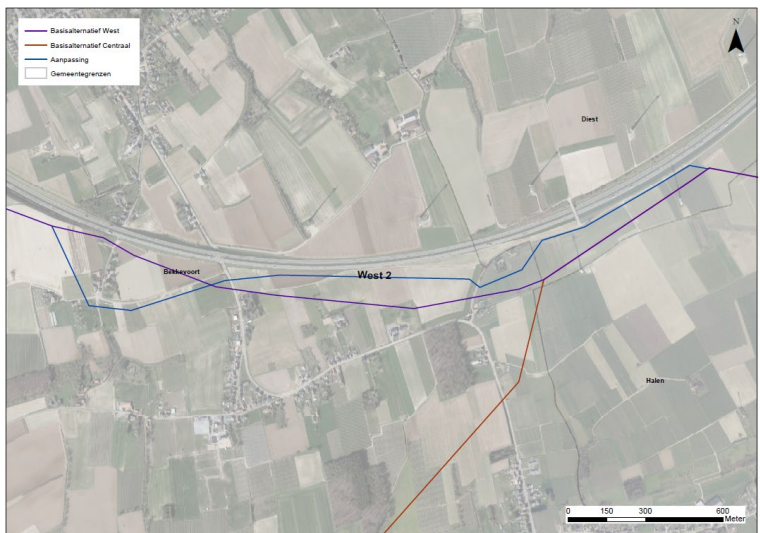 Basisalternatief West
Basisalternatief Centraal
Aanpassing
Gemeentegrenzen
N
Diest
Bekkevoort
West 2
Halen
0 150 300 600
Meter